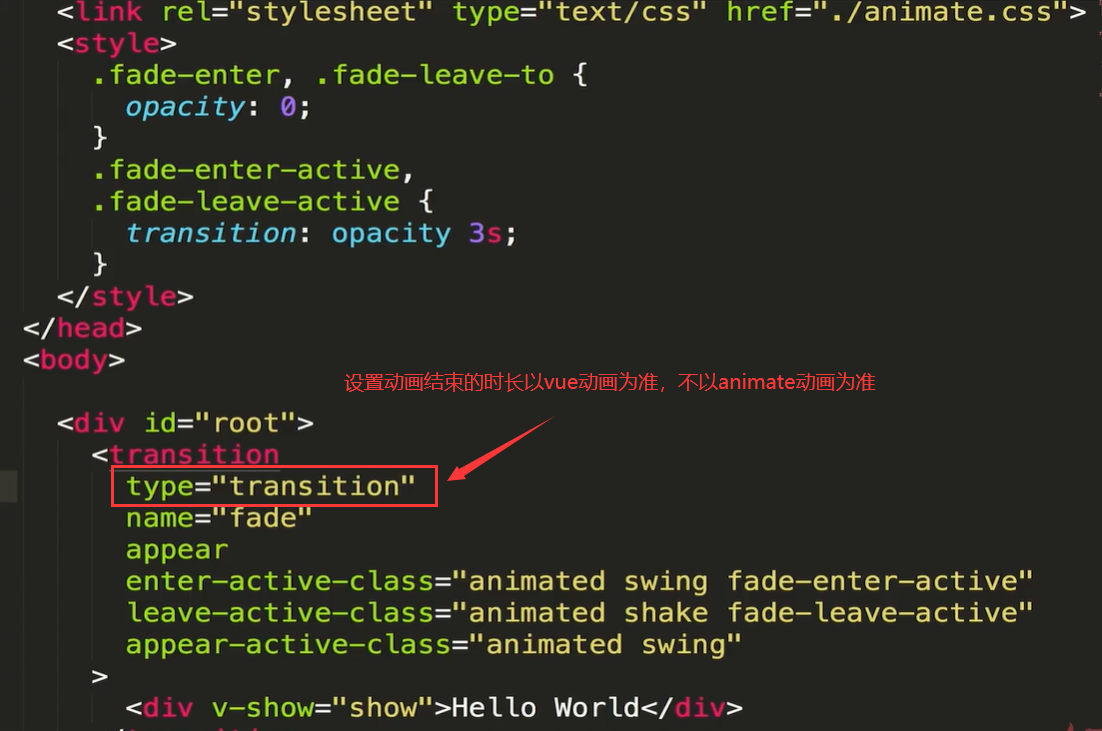 <link rel="stylesheet" type="text/css" href="./animate.css">
<style>
.fade-enter, .fade-leave-to {
opacity: 0;
}
.fade-enter-active,
.fade-leave-active {
transition: opacity 3s;
}
</style>
</head>
<body>
设置动画结束的时长以vue动画为准，不以animate动画为准
<div id="root">
<transition
type="transition"
name="fade"
appear
enter-active-class="animated swing fade-enter-active"
leave-active-class="animated shake fade-leave-active"
appear-active-class="animated swing"
>
<div v-show="show">Hello World</div>